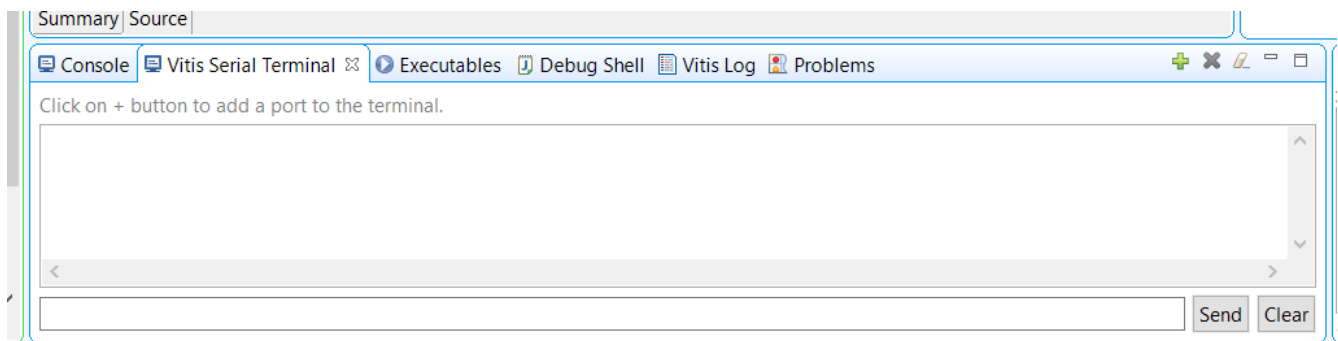 Summary Source
Console Vitis Serial Terminal Executables Debug Shell Vitis Log Problems
Click on + button to add a port to the terminal.
Send Clear